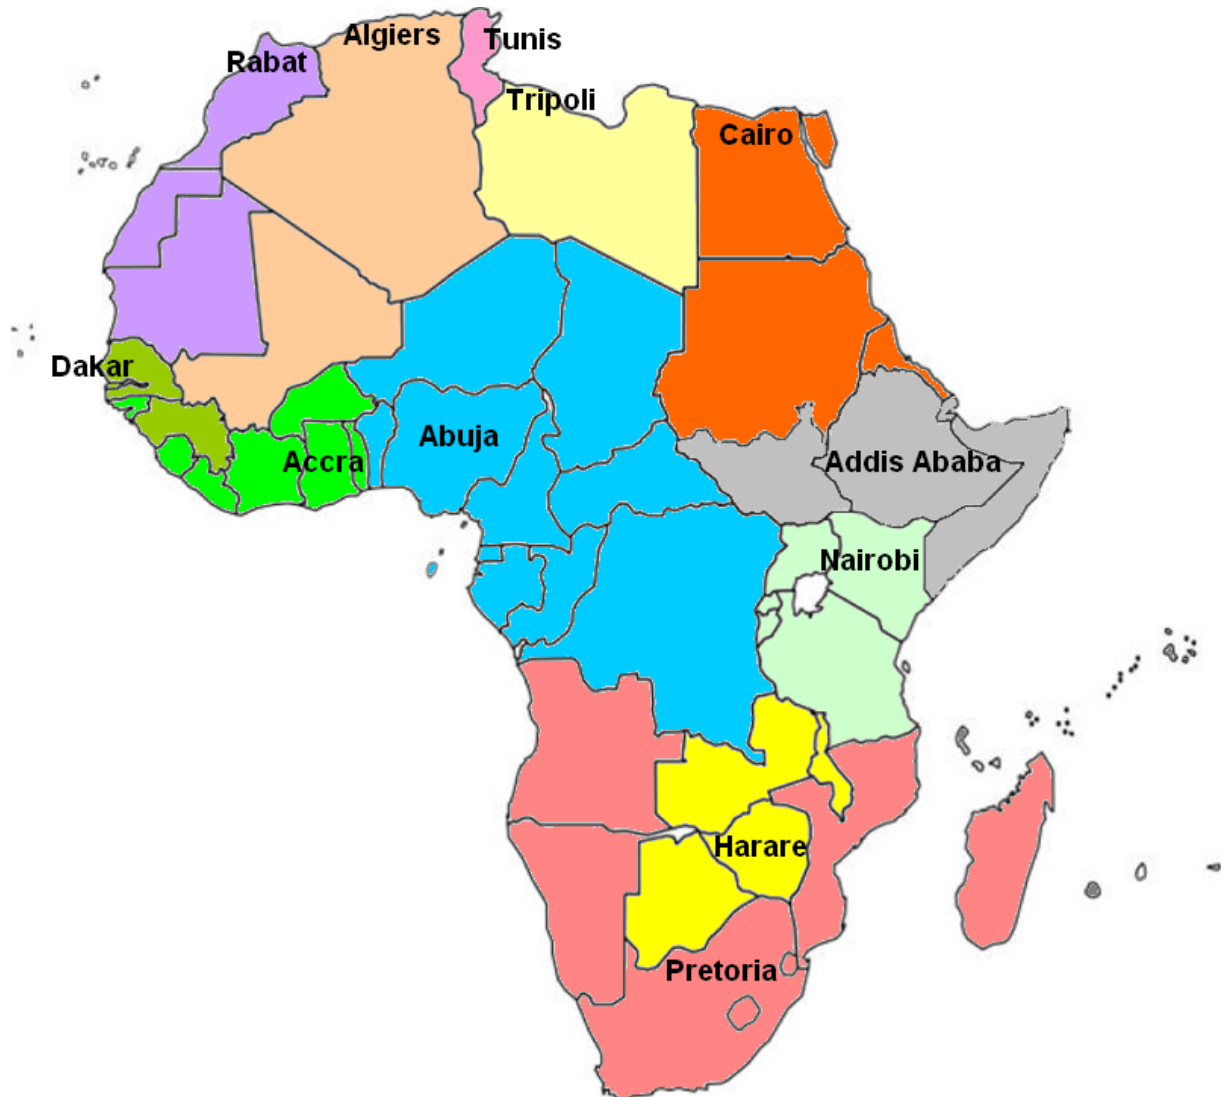 Algiers
Tunis
Rabat
Tripoli
Cairo
Dakar
Abuja
Accra
Addis Ababa
Nairobi
Harare
Pretoria